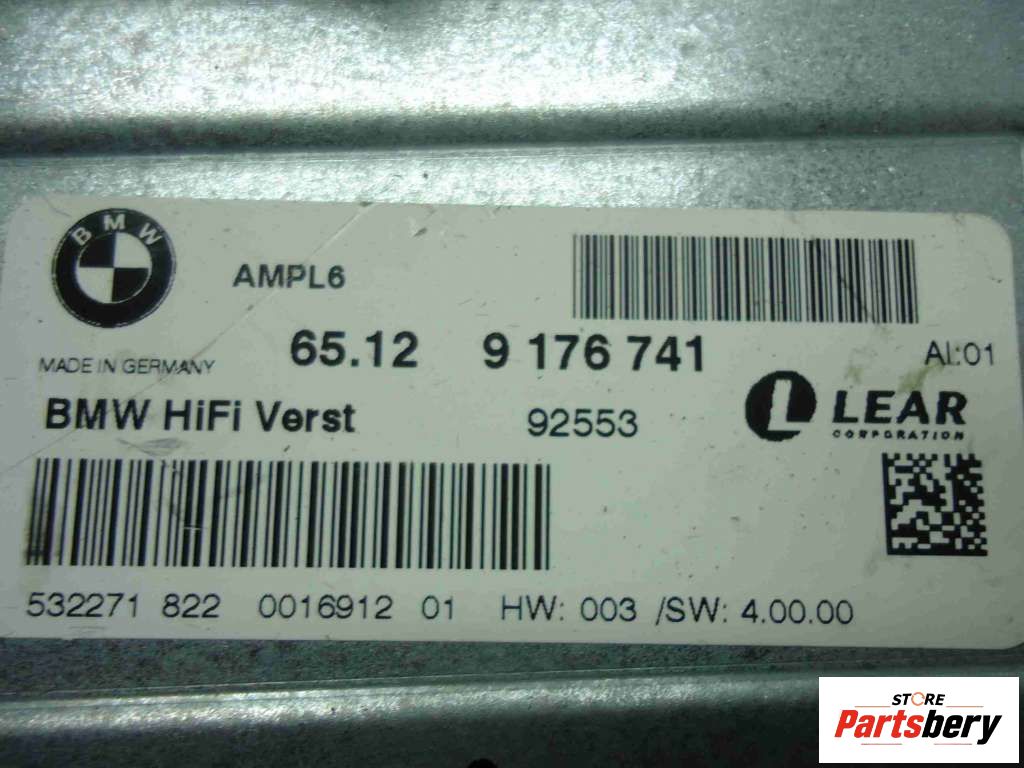 BMW
AMPL6
65.12 9 176 741
MADE IN GERMANY
AI:01
BMW HiFi Verst 92553
LEAR
CORPORATION
532271 822 0016912 01 HW: 003 /SW: 4.00.00
STORE
Partsbery